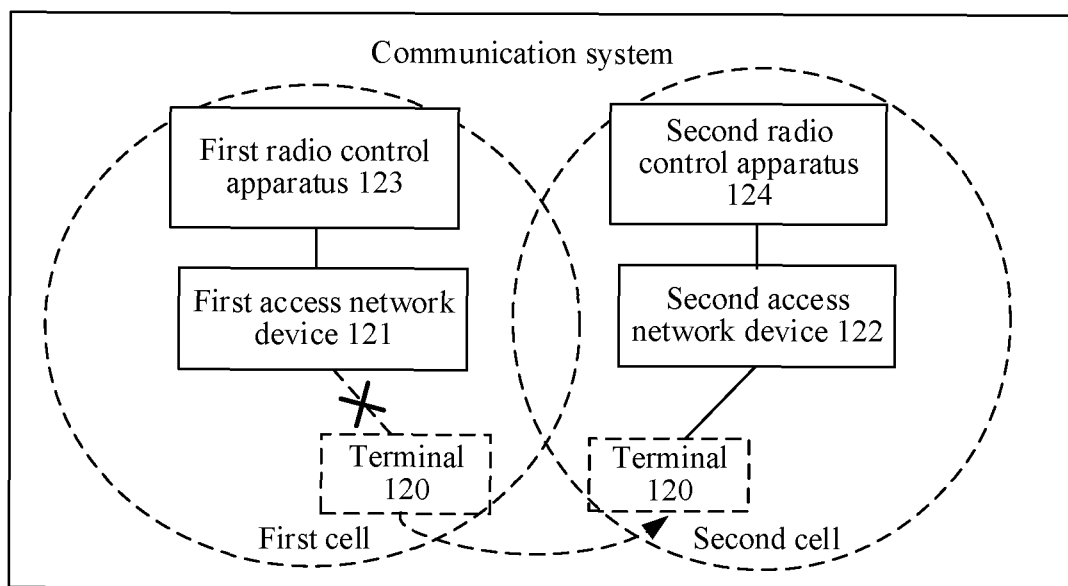 Communication system
First radio control
apparatus 123
Second radio
control apparatus
124
First access network
device 121
Second access
network device 122
Terminal
120
Terminal
120
First cell
Second cell